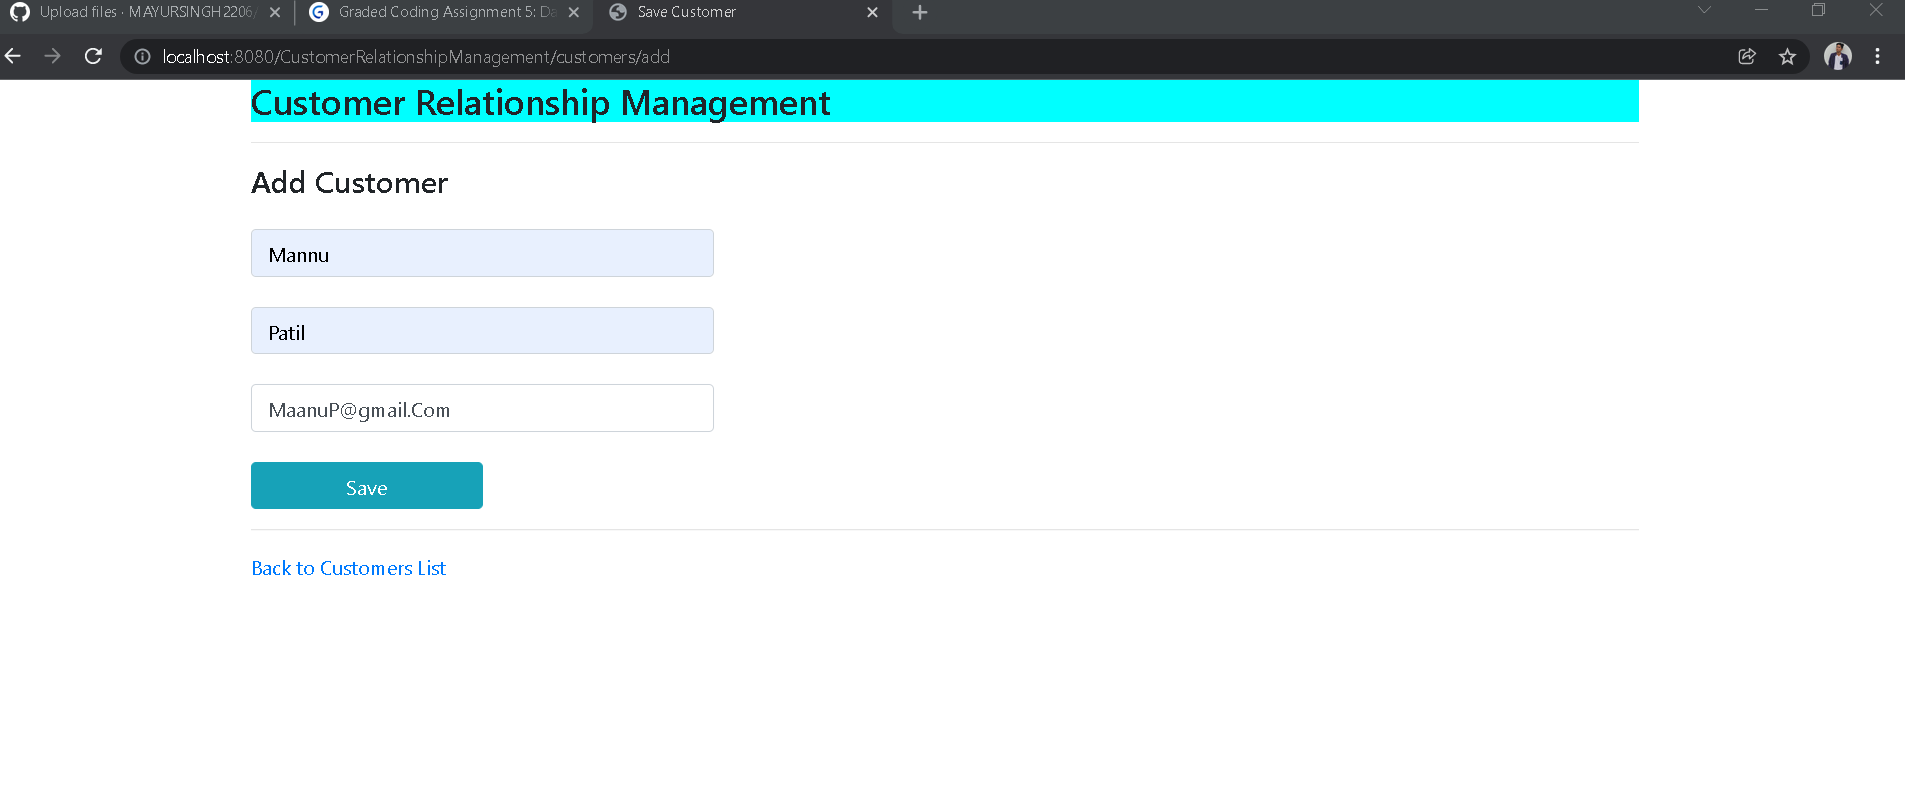 Upload files · MAYURSINGH2206/
Graded Coding Assignment 5: Da
Save Customer
localhost:8080/CustomerRelationshipManagement/customers/add
Customer Relationship Management
Add Customer
Mannu
Patil
MaanuP@gmail.Com
Save
Back to Customers List